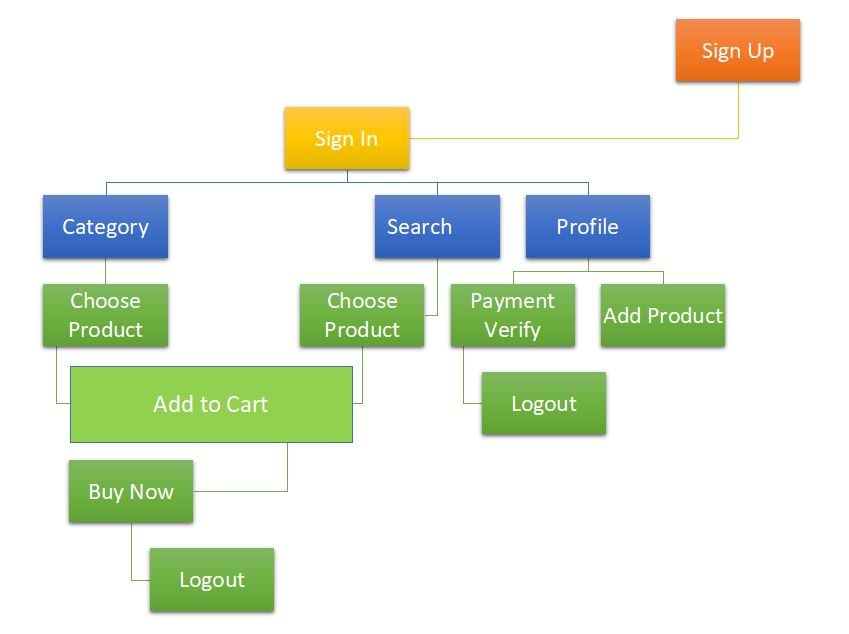 Sign Up
Sign In
Category
Search
Profile
Choose
Product
Choose
Product
Payment
Verify
Add Product
Add to Cart
Logout
Buy Now
Logout